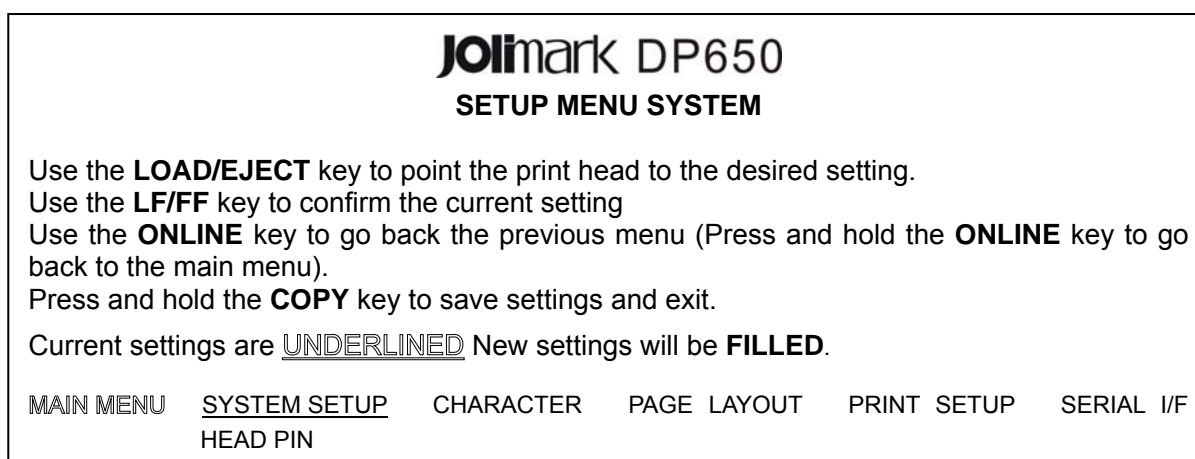 Jolimark DP650
SETUP MENU SYSTEM
Use the LOAD/EJECT key to point the print head to the desired setting.
Use the LF/FF key to confirm the current setting
Use the ONLINE key to go back the previous menu (Press and hold the ONLINE key to go
back to the main menu).
Press and hold the COPY key to save settings and exit.
Current settings are UNDERLINED New settings will be FILLED.
MAIN MENU SYSTEM SETUP CHARACTER PAGE LAYOUT PRINT SETUP SERIAL I/F
HEAD PIN